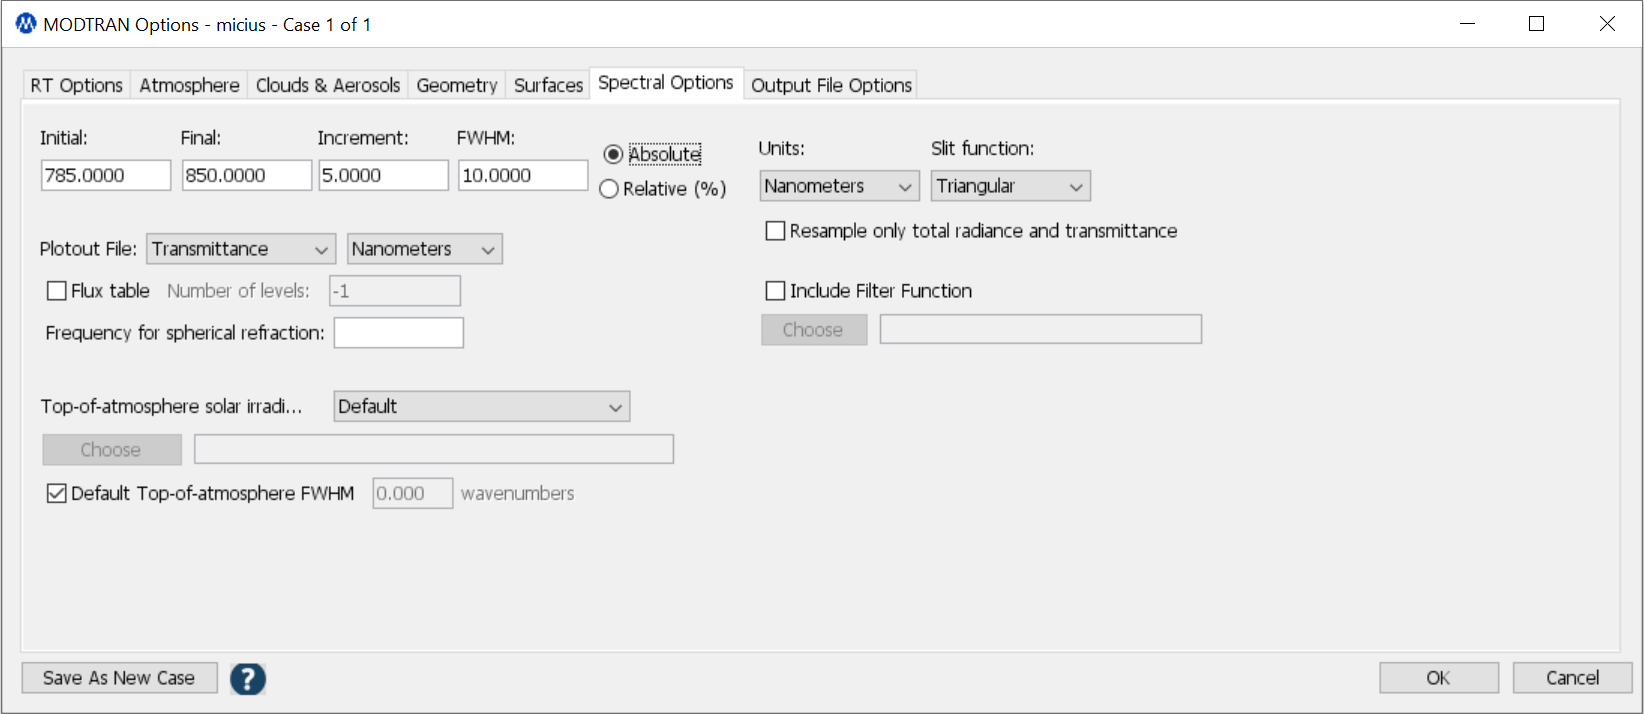 MODTRAN Options - micius - Case 1 of 1
RT Options Atmosphere Clouds & Aerosols Geometry Surfaces Spectral Options Output File Options
Initial: Final: Increment: FWHM:
785.0000 850.0000 5.0000 10.0000
Absolute
Relative (%)
Units: Slit function:
Nanometers Triangular
Resample only total radiance and transmittance
Plotout File: Transmittance Nanometers
Flux table Number of levels: -1
Include Filter Function
Frequency for spherical refraction:
Choose
Top-of-atmosphere solar irradi... Default
Choose
Default Top-of-atmosphere FWHM 0.000 wavenumbers
Save As New Case ? OK Cancel